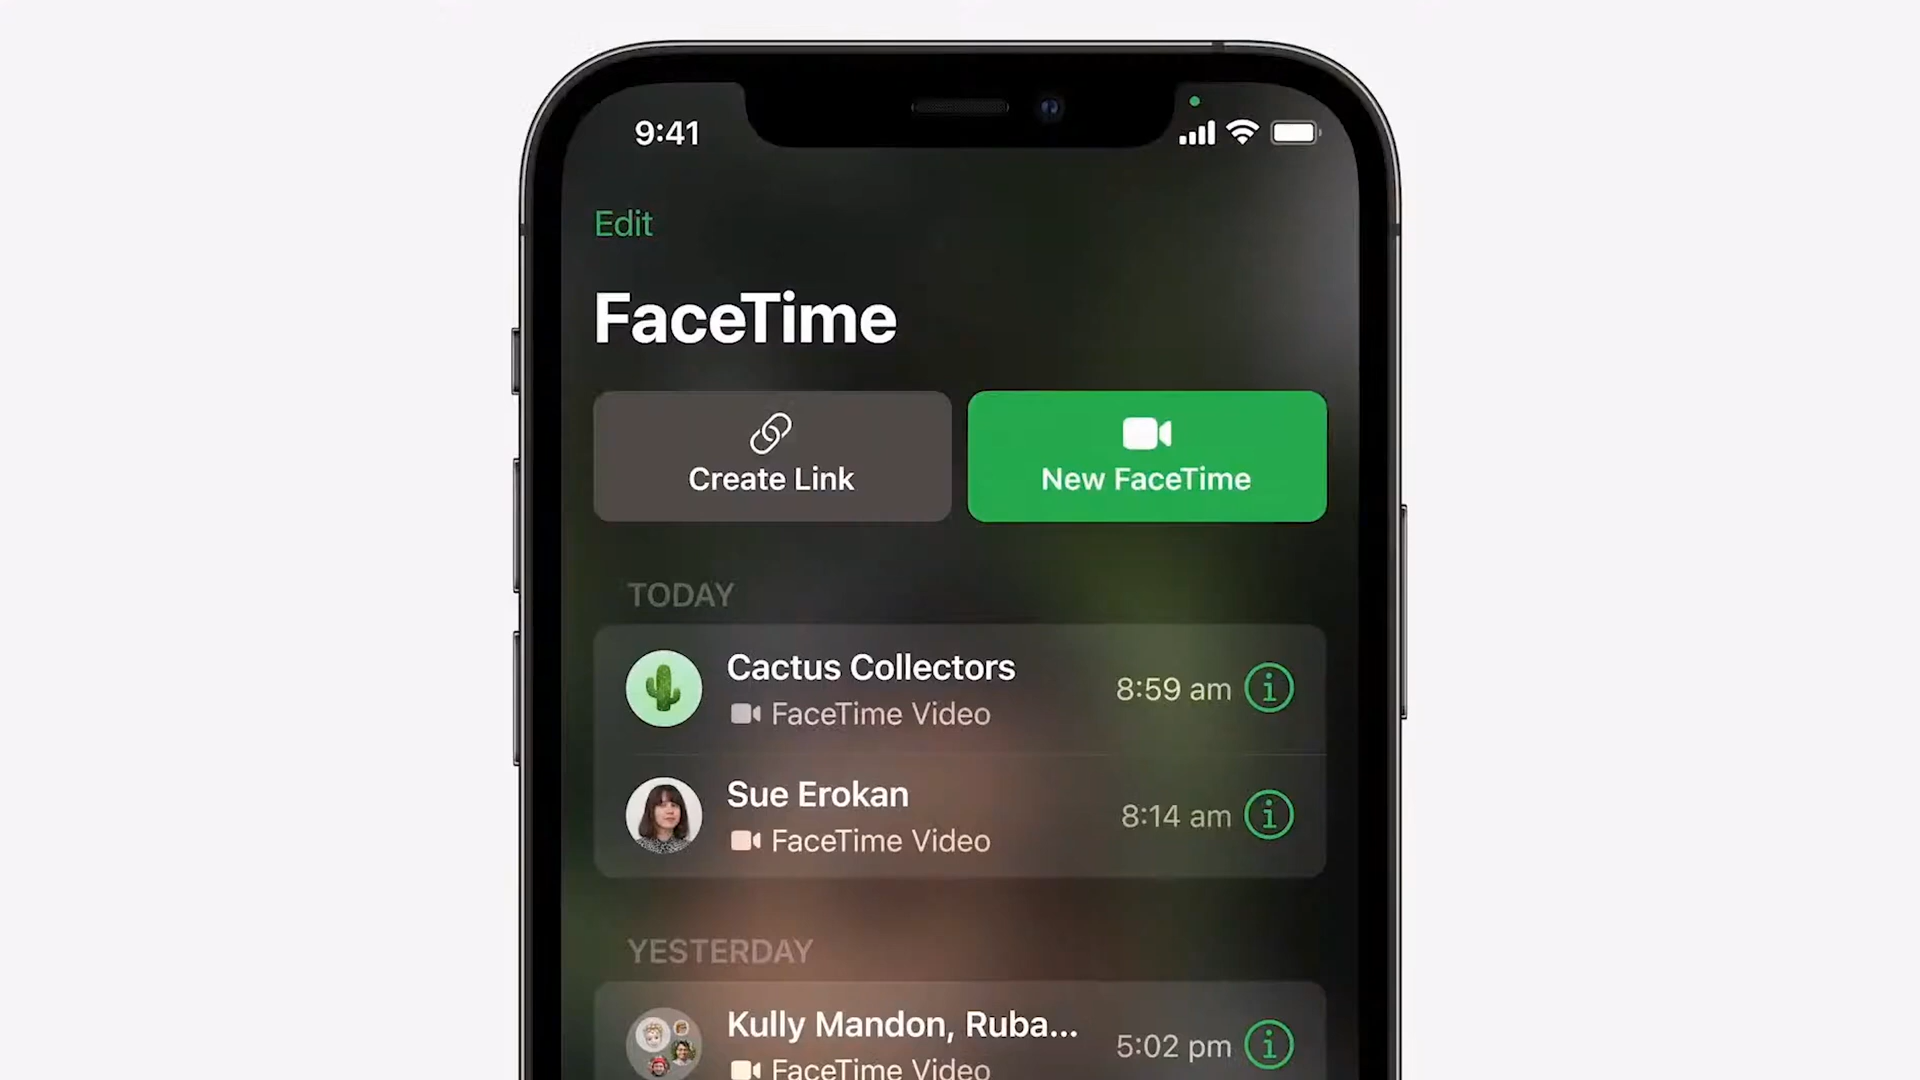 9:41
Edit
FaceTime
Create Link
New FaceTime
TODAY
Cactus Collectors
FaceTime Video
8:59 am
Sue Erokan
FaceTime Video
8:14 am
YESTERDAY
Kully Mandon, Ruba...
FaceTime Video
5:02 pm